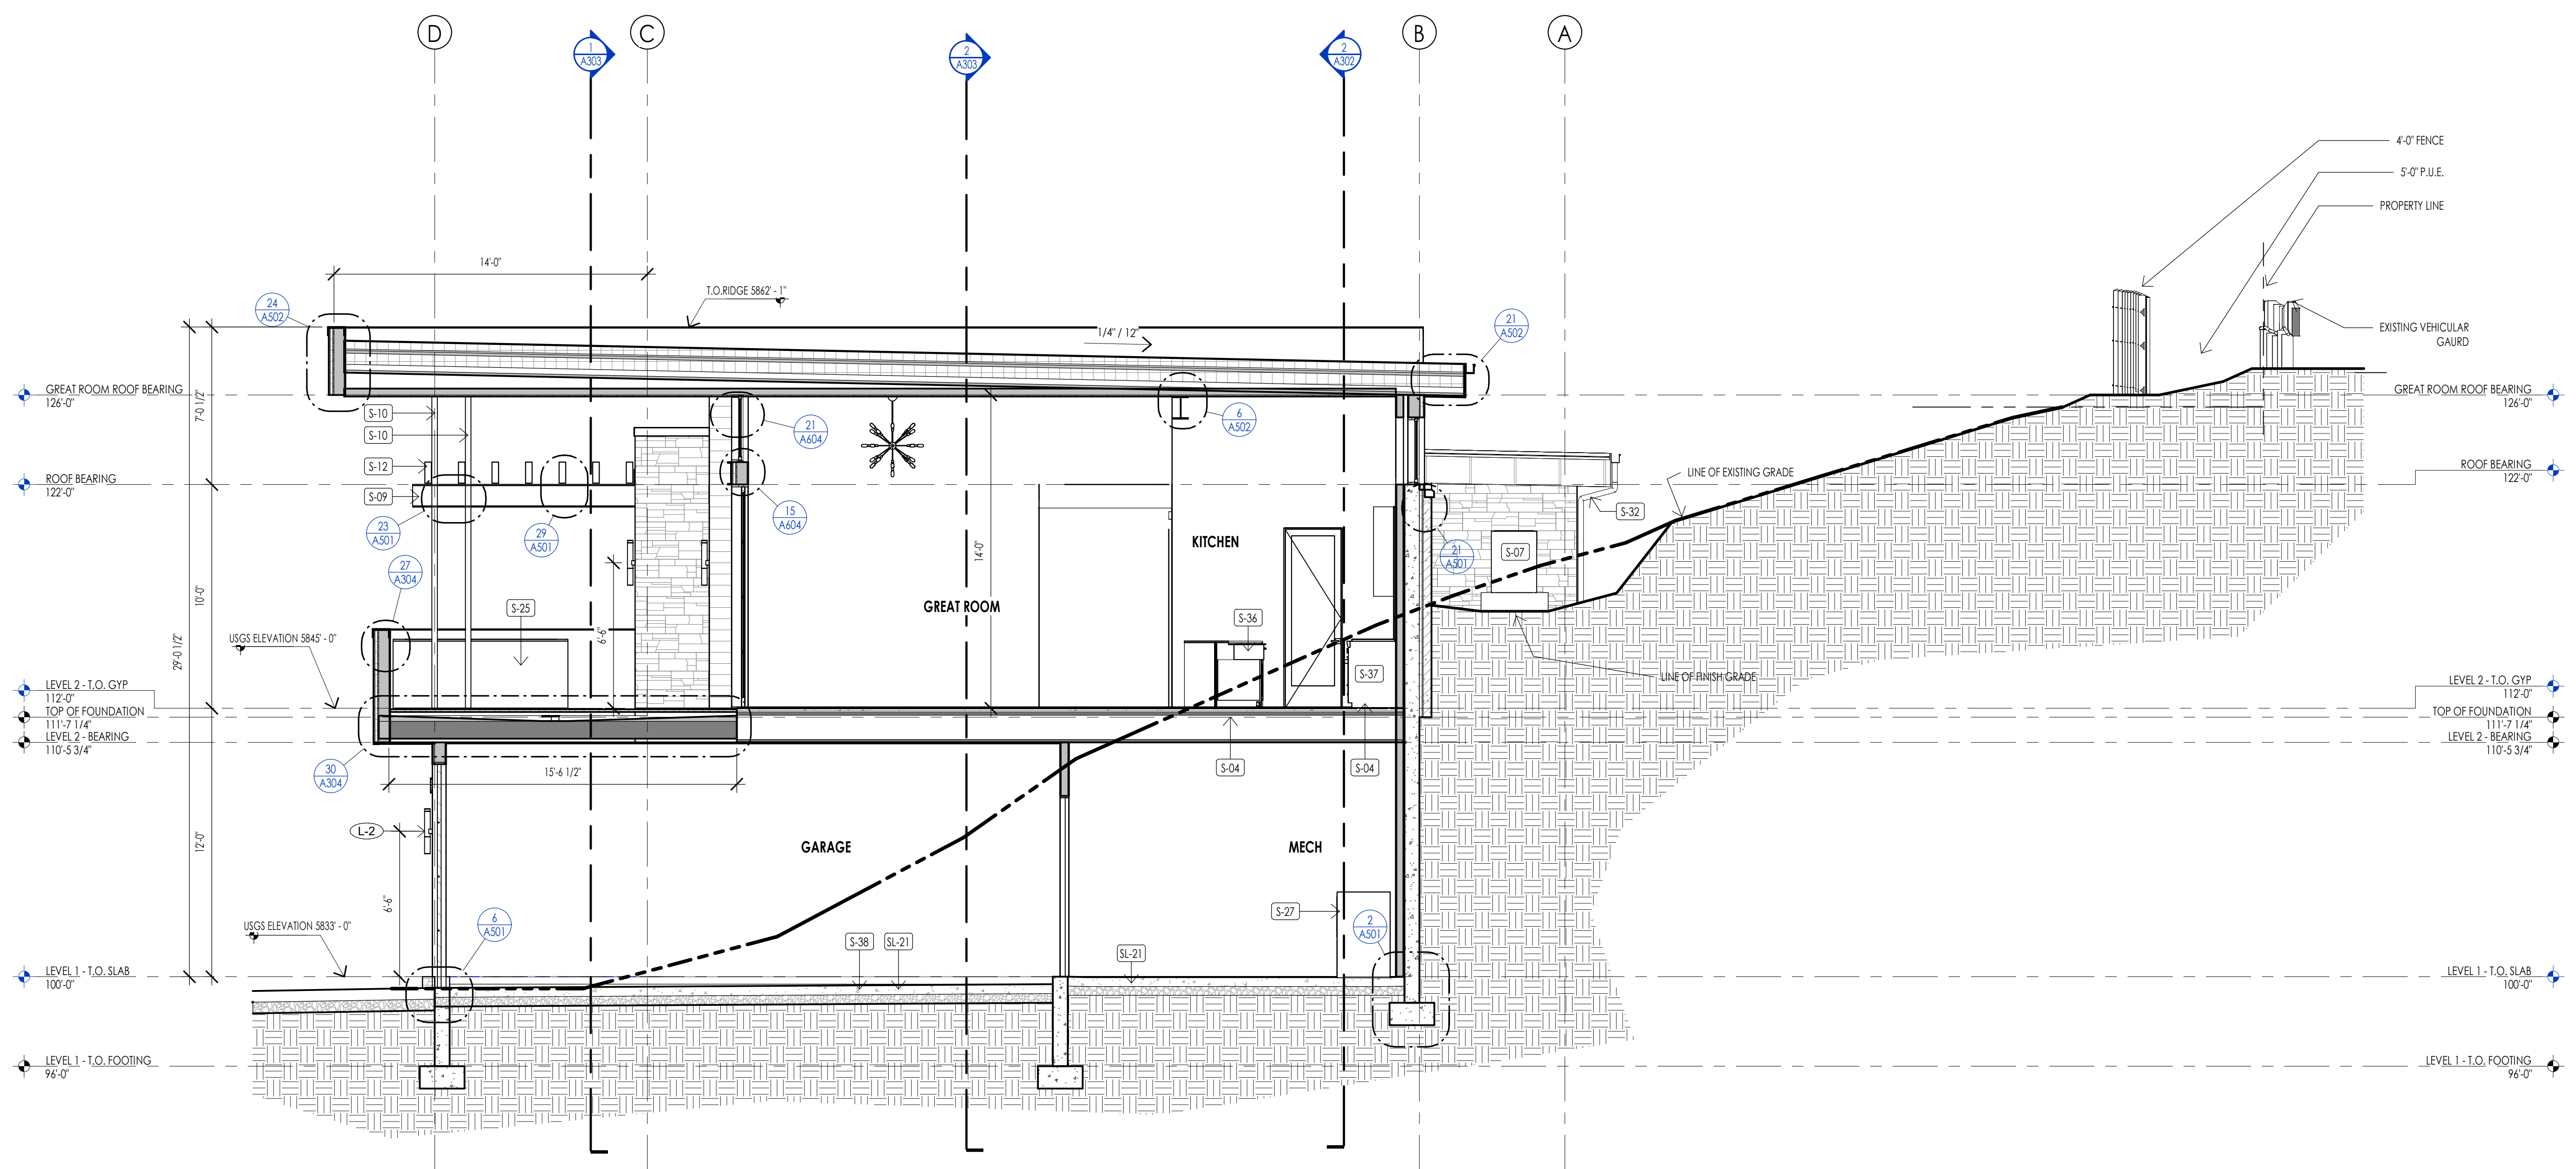 D
C
B
A
1
A303
2
A303
2
A302
4'-0" FENCE
5'-0" P.U.E.
PROPERTY LINE
EXISTING VEHICULAR
GAURD
14'-0"
T.O.RIDGE 5862' - 1"
24
A502
1/4" / 12"
21
A502
GREAT ROOM ROOF BEARING
126'-0"
7'-0 1/2"
S-10
S-10
21
A604
6
A502
GREAT ROOM ROOF BEARING
126'-0"
ROOF BEARING
122'-0"
S-12
S-09
23
A501
29
A501
15
A604
LINE OF EXISTING GRADE
S-32
ROOF BEARING
122'-0"
KITCHEN
21
A501
S-07
14'-0"
27
A304
10'-0"
S-25
GREAT ROOM
S-36
6'-6"
USGS ELEVATION 5845' - 0"
29'-0 1/2"
S-37
LINE OF FINISH GRADE
LEVEL 2 - T.O. GYP
112'-0"
TOP OF FOUNDATION
111'-7 1/4"
LEVEL 2 - BEARING
110'-5 3/4"
LEVEL 2 - T.O. GYP
112'-0"
TOP OF FOUNDATION
111'-7 1/4"
LEVEL 2 - BEARING
110'-5 3/4"
30
A304
15'-6 1/2"
S-04
S-04
L-2
12'-0"
GARAGE
MECH
6'-6"
S-27
2
A501
USGS ELEVATION 5833' - 0"
6
A501
S-38
SL-21
SL-21
LEVEL 1 - T.O. SLAB
100'-0"
LEVEL 1 - T.O. SLAB
100'-0"
LEVEL 1 - T.O. FOOTING
96'-0"
LEVEL 1 - T.O. FOOTING
96'-0"